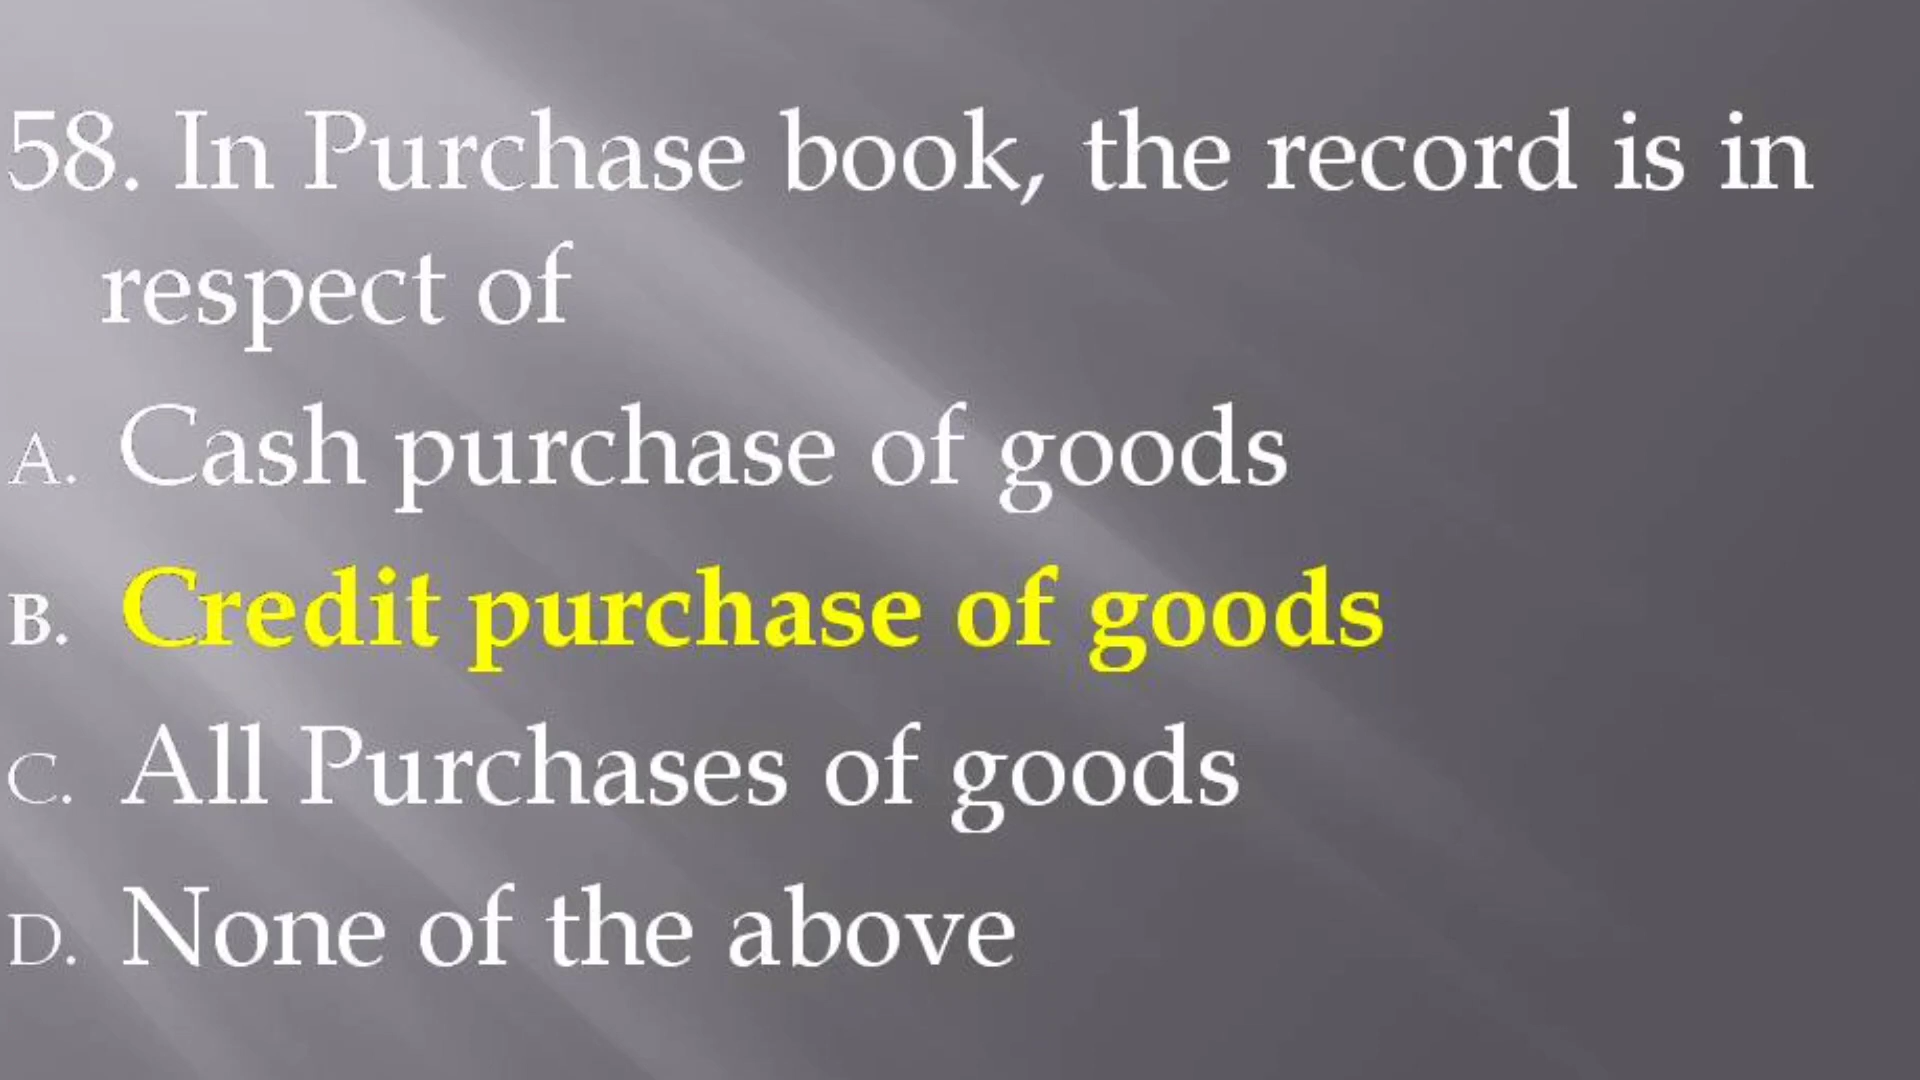 58. In Purchase book, the record is in
respect of
A. Cash purchase of goods
B. Credit purchase of goods
C. All Purchases of goods
D. None of the above